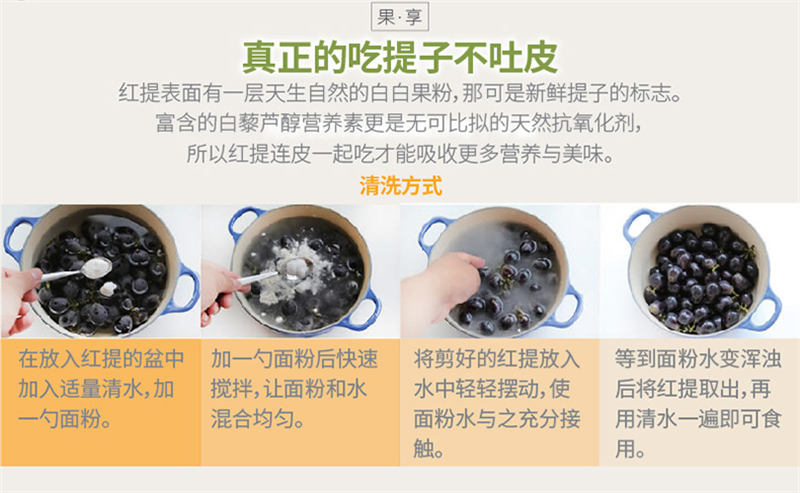 果·享
真正的吃提子不吐皮
红提表面有一层天生自然的白白果粉，那可是新鲜提子的标志。
富含的白藜芦醇营养素更是无可比拟的天然抗氧化剂，
所以红提连皮一起吃才能吸收更多营养与美味。
清洗方式
在放入红提的盆中
加入适量清水，加
一勺面粉。
加一勺面粉后快速
搅拌，让面粉和水
混合均匀。
将剪好的红提放入
水中轻轻摆动，使
面粉水与之充分接
触。
等到面粉水变浑浊
后将红提取出，再
用清水一遍即可食
用。